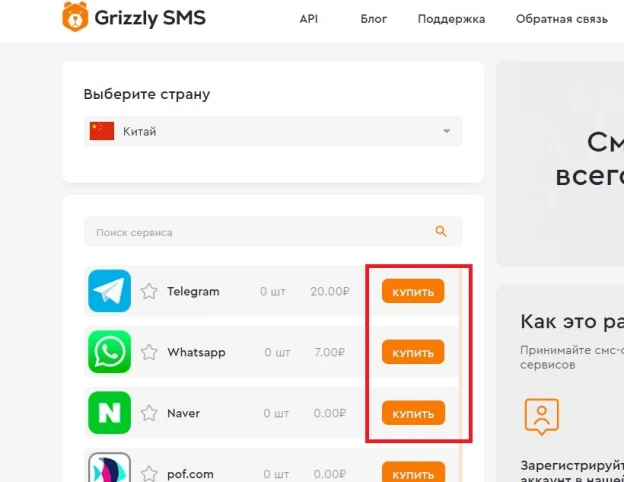 Grizzly SMS
API
Блог
Поддержка
Обратная связь
Выберите страну
Китай
Поиск сервиса
Telegram 0 шт 20.00₽ КУПИТЬ
Whatsapp 0 шт 7.00₽ КУПИТЬ
Naver 0 шт 0.00₽ КУПИТЬ
pof.com 0 шт 0.00₽ КУПИТЬ
См
всего
Как это ра
Принимайте смс-с
сервисов
Зарегистрируйт
аккаунт в нашей